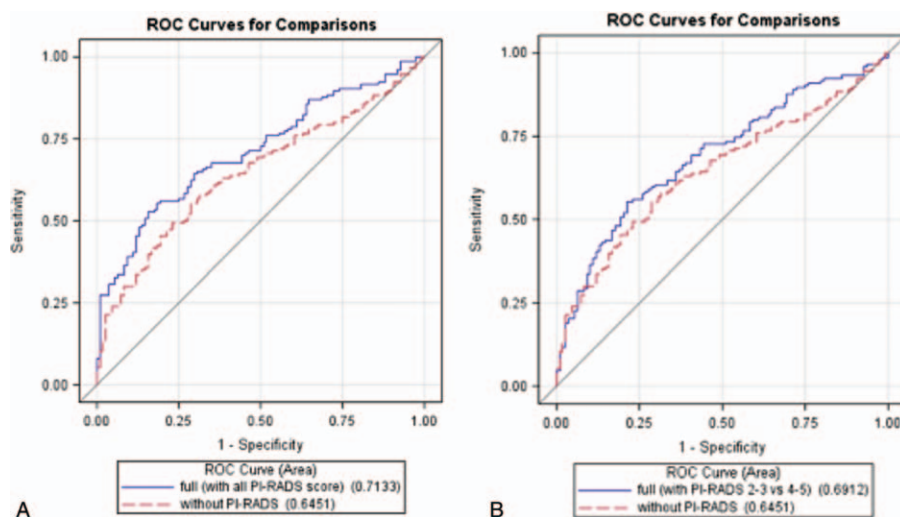 ROC Curves for Comparisons
1.00
0.75
0.50
0.25
0.00
Sensitivity
0.00 0.25 0.50 0.75 1.00
1 - Specificity
ROC Curve (Area)
full (with all PI-RADS score) (0.7133)
without PI-RADS (0.6451)
A
ROC Curves for Comparisons
1.00
0.75
0.50
0.25
0.00
Sensitivity
0.00 0.25 0.50 0.75 1.00
1 - Specificity
ROC Curve (Area)
full (with PI-RADS 2-3 vs 4-5) (0.6912)
without PI-RADS (0.6451)
B